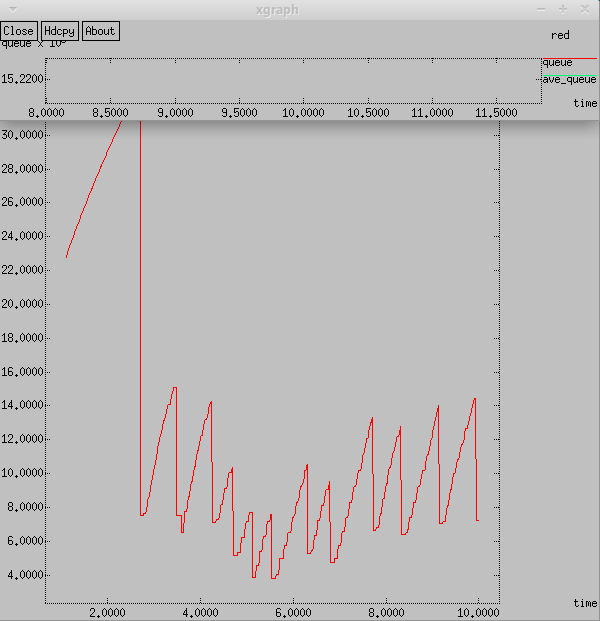 xgraph
Close Hdcpy About
red
queue x 10
queue
15.2200
ave_queue
time
8.0000 8.5000 9.0000 9.5000 10.0000 10.5000 11.0000 11.5000
30.0000
28.0000
26.0000
24.0000
22.0000
20.0000
18.0000
16.0000
14.0000
12.0000
10.0000
8.0000
6.0000
4.0000
time
2.0000 4.0000 6.0000 8.0000 10.0000